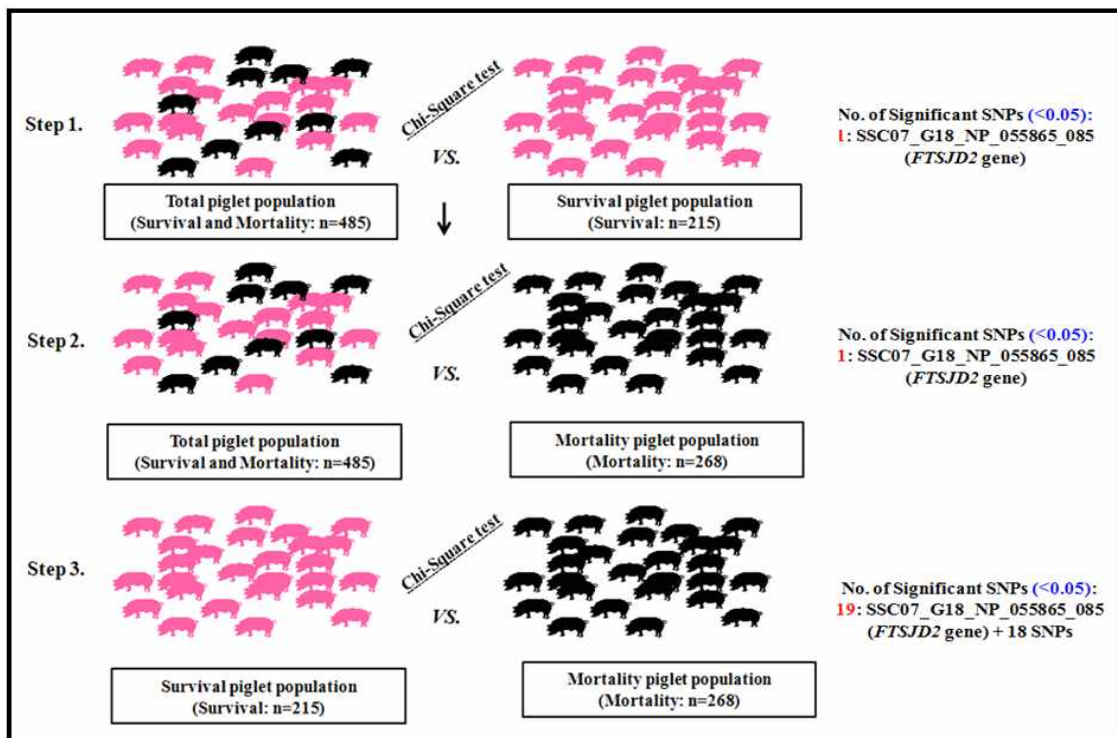 Step 1.
Chi-Square test
VS.
No. of Significant SNPs (<0.05):
1: SSC07_G18_NP_055865_085
(FTSJD2 gene)
Total piglet population
(Survival and Mortality: n=485)
Survival piglet population
(Survival: n=215)
Step 2.
Chi-Square test
VS.
No. of Significant SNPs (<0.05):
1: SSC07_G18_NP_055865_085
(FTSJD2 gene)
Total piglet population
(Survival and Mortality: n=485)
Mortality piglet population
(Mortality: n=268)
Step 3.
Chi-Square test
VS.
No. of Significant SNPs (<0.05):
19: SSC07_G18_NP_055865_085
(FTSJD2 gene) + 18 SNPs
Survival piglet population
(Survival: n=215)
Mortality piglet population
(Mortality: n=268)